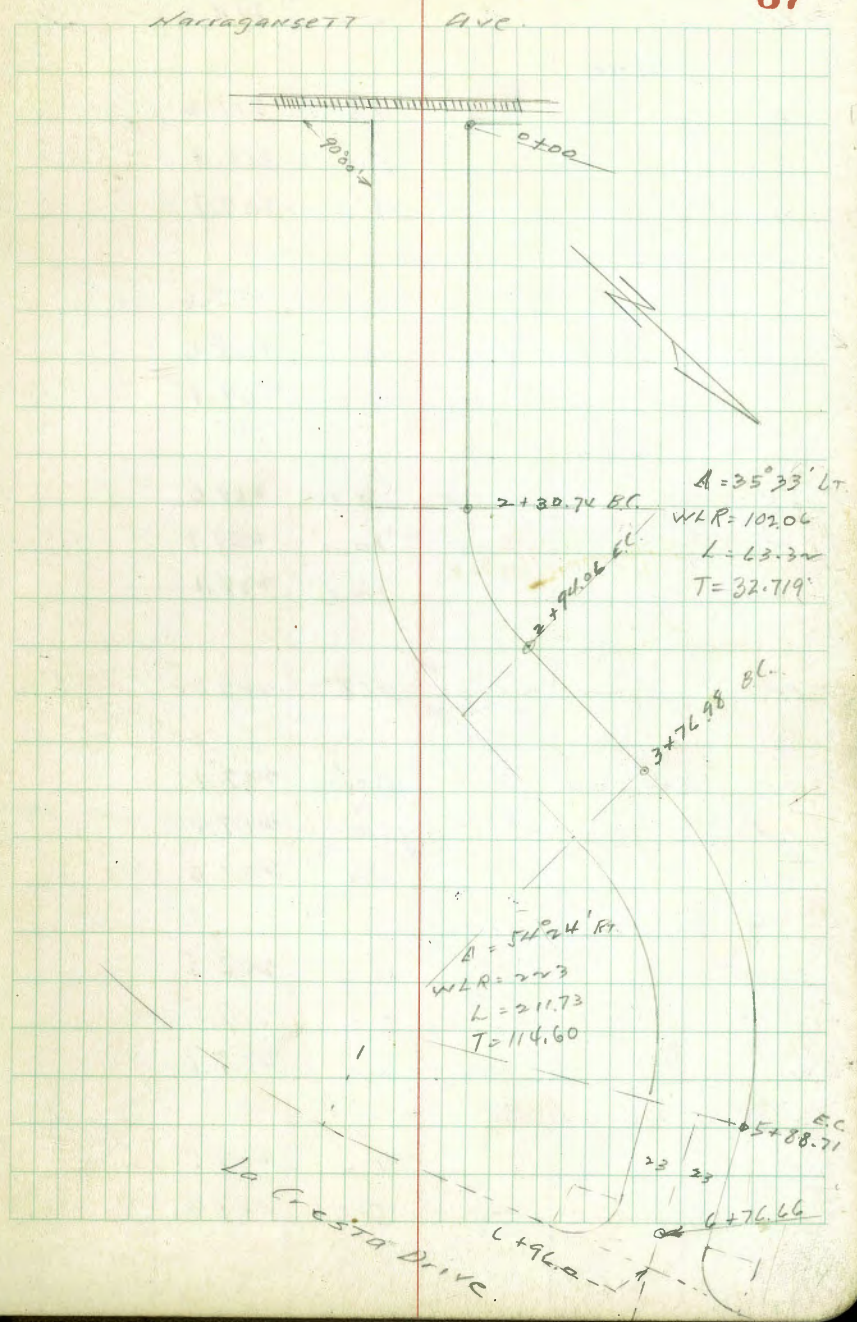 67
Narragansett Ave.
90°00'
0+00
2+30.74 B.C.
Δ = 35°33' LT
WLR = 102.06
L = 63.32
T = 32.719'
2+94.06 E.C.
3+76.98 B.C.
Δ = 54°24' RT.
WLR = 223
L = 211.73
T = 114.60
E.C.
5+88.71
23 23
6+76.66
6+96.0
La Cresta Drive